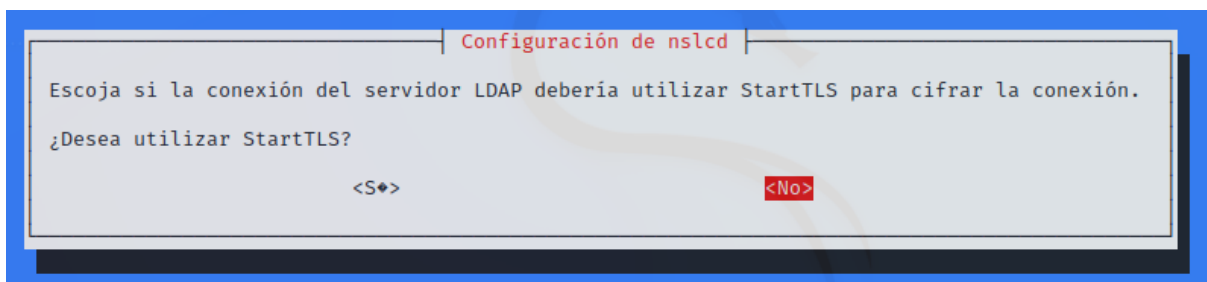 Configuración de nslcd
Escoja si la conexión del servidor LDAP debería utilizar StartTLS para cifrar la conexión.
¿Desea utilizar StartTLS?
<S�> <No>